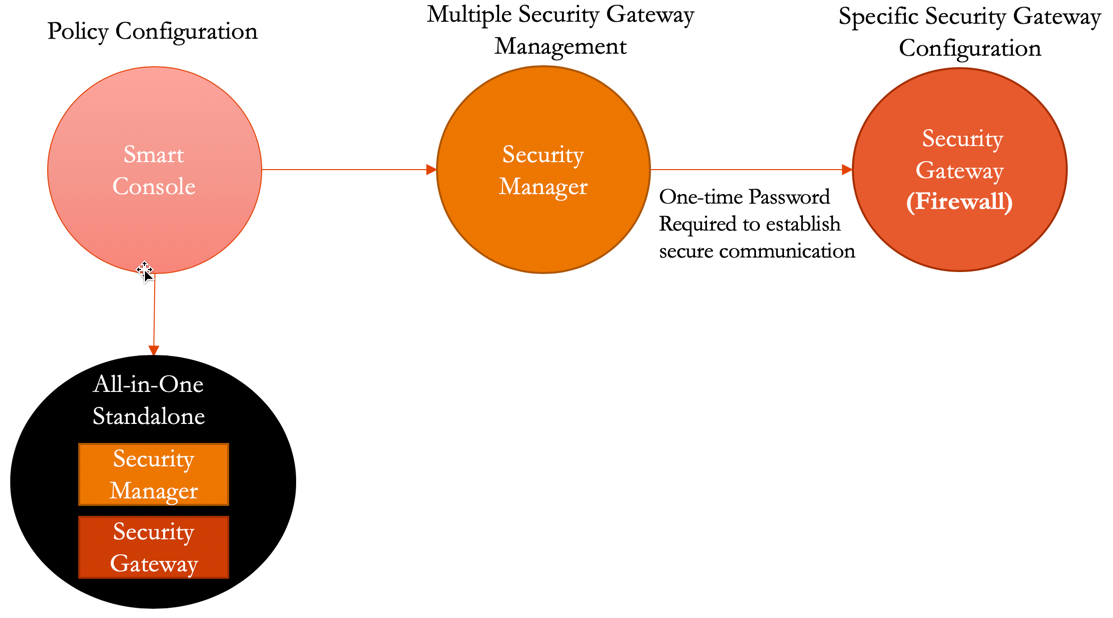 Policy Configuration
Multiple Security Gateway
Management
Specific Security Gateway
Configuration
Smart
Console
Security
Manager
Security
Gateway
(Firewall)
One-time Password
Required to establish
secure communication
All-in-One
Standalone
Security
Manager
Security
Gateway